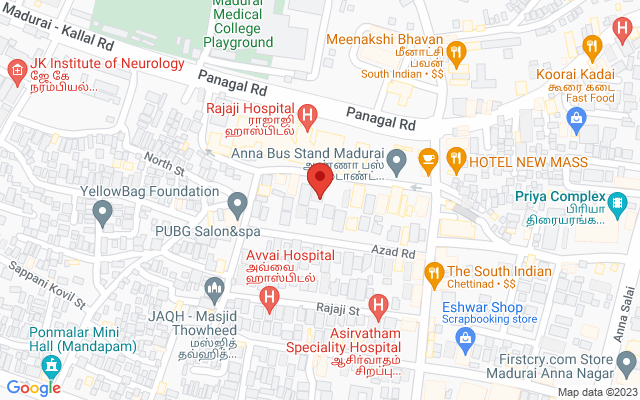 Madurai
Medical
College
Playground
Madurai - Kallal Rd
Meenakshi Bhavan
மீனாட்சி
பவன்
South Indian • $$
JK Institute of Neurology
ஜே கே
நரம்பியல்...
Panagal Rd
Koorai Kadai
கூரை கடை
Fast Food
Rajaji Hospital
ராஜாஜி
ஹாஸ்பிடல்
Panagal Rd
Anna Bus Stand Madurai
அண்ணா பஸ்
HOTEL NEW MASS
North St
YellowBag Foundation
Priya Complex
பிரியா
திரையரங்க...
PUBG Salon&spa
Azad Rd
Avvai Hospital
அவ்வை
ஹாஸ்பிடல்
The South Indian
Chettinad • $$
Sappani Kovil St
Rajaji St
Eshwar Shop
Scrapbooking store
Anna Salai
JAQH - Masjid
Thowheed
மஸ்ஜித்
தவஹித்...
Asirvatham
Speciality Hospital
ஆசிர்வாதம்
சிறப்பு...
Ponmalar Mini
Hall (Mandapam)
Firstcry.com Store
Madurai Anna Nagar
Google
Map data ©2023